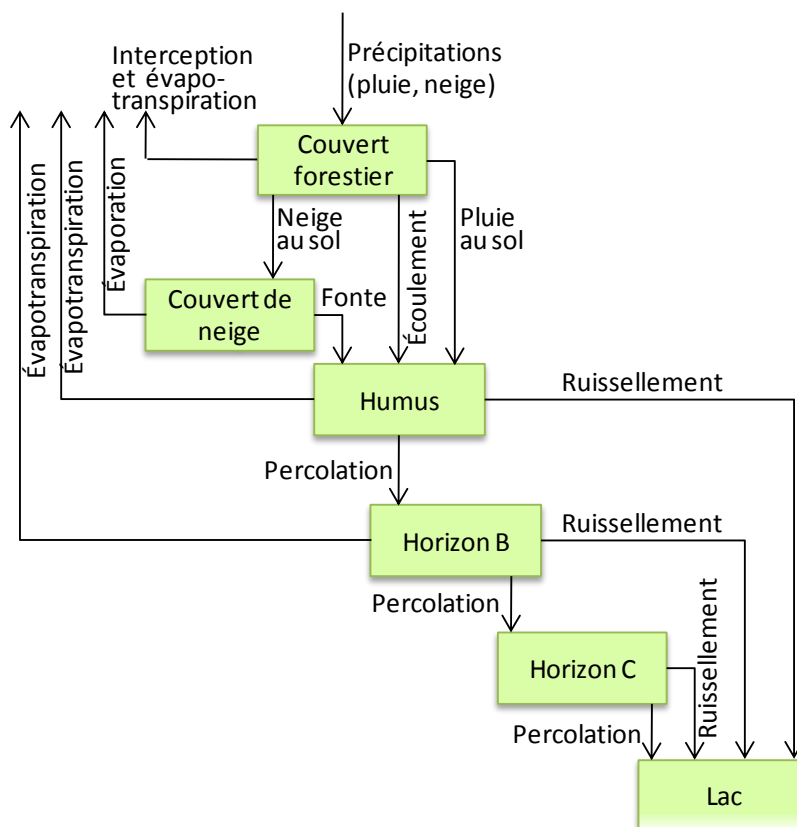 Interception
et évapo-
transpiration
Précipitations
(pluie, neige)
Couvert
forestier
Évapotranspiration
Évapotranspiration
Évaporation
Neige
au sol
Écoulement
Pluie
au sol
Couvert de
neige
Fonte
Humus
Ruissellement
Percolation
Horizon B
Ruissellement
Percolation
Horizon C
Ruissellement
Percolation
Lac